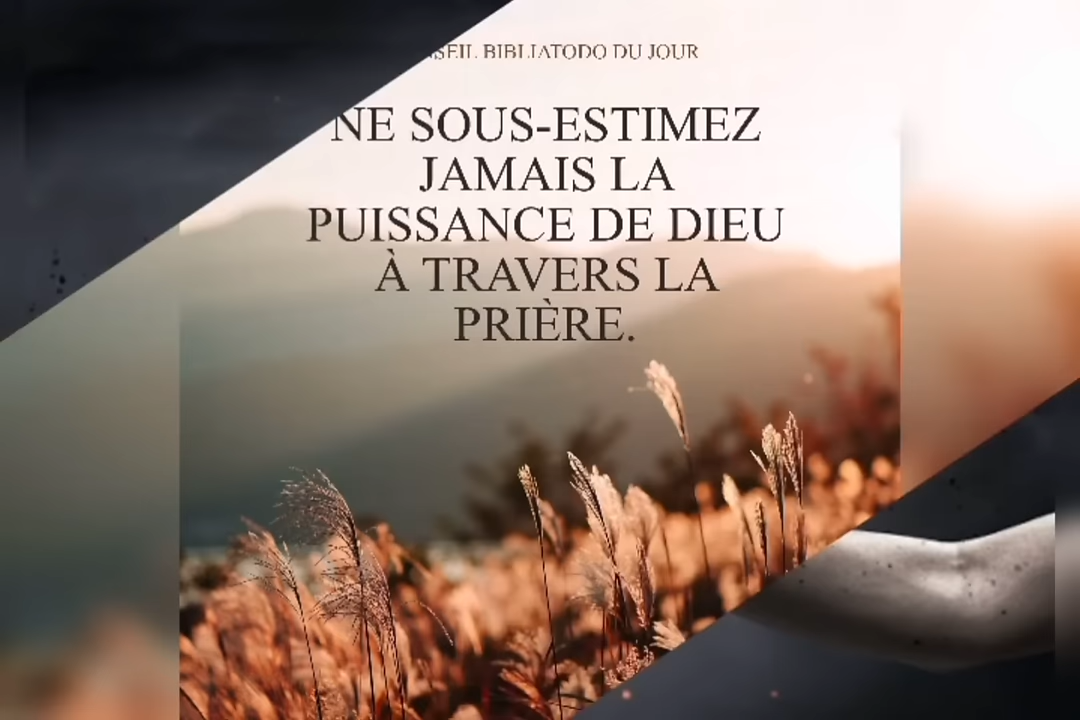 BIBLIATODO DU JOUR
NE SOUS-ESTIMEZ
JAMAIS LA
PUISSANCE DE DIEU
À TRAVERS LA
PRIÈRE.